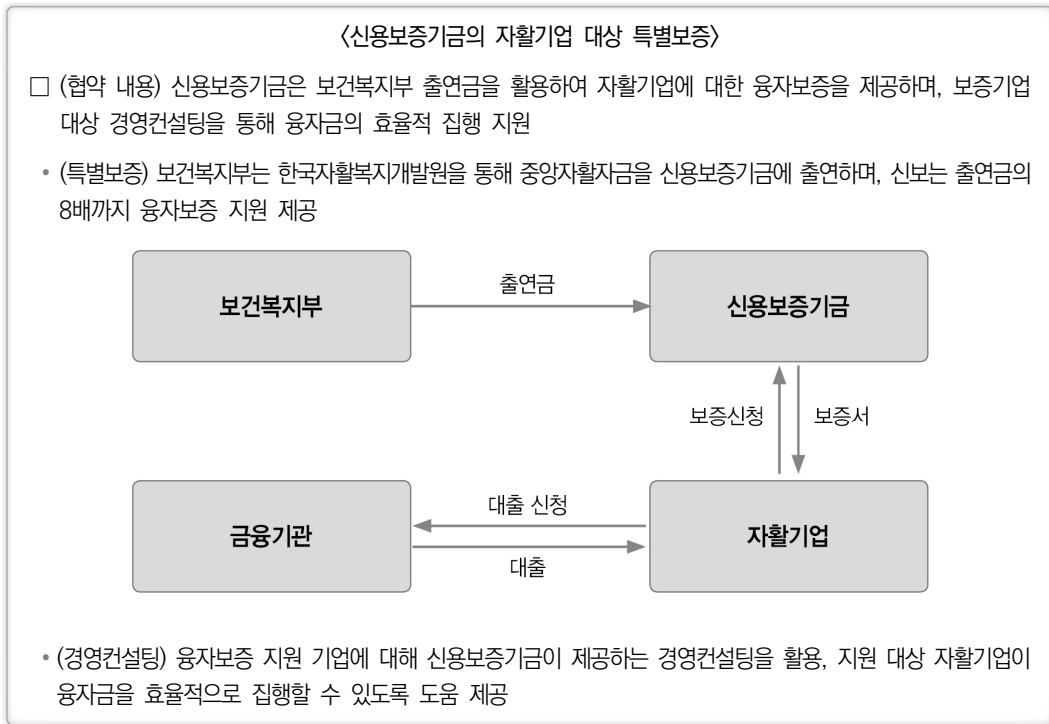 〈신용보증기금의 자활기업 대상 특별보증〉
□ (협약 내용) 신용보증기금은 보건복지부 출연금을 활용하여 자활기업에 대한 융자보증을 제공하며, 보증기업
대상 경영컨설팅을 통해 융자금의 효율적 집행 지원
• (특별보증) 보건복지부는 한국자활복지개발원을 통해 중앙자활자금을 신용보증기금에 출연하며, 신보는 출연금의
8배까지 융자보증 지원 제공
보건복지부
출연금
신용보증기금
보증신청
보증서
금융기관
대출 신청
대출
자활기업
• (경영컨설팅) 융자보증 지원 기업에 대해 신용보증기금이 제공하는 경영컨설팅을 활용, 지원 대상 자활기업이
융자금을 효율적으로 집행할 수 있도록 도움 제공